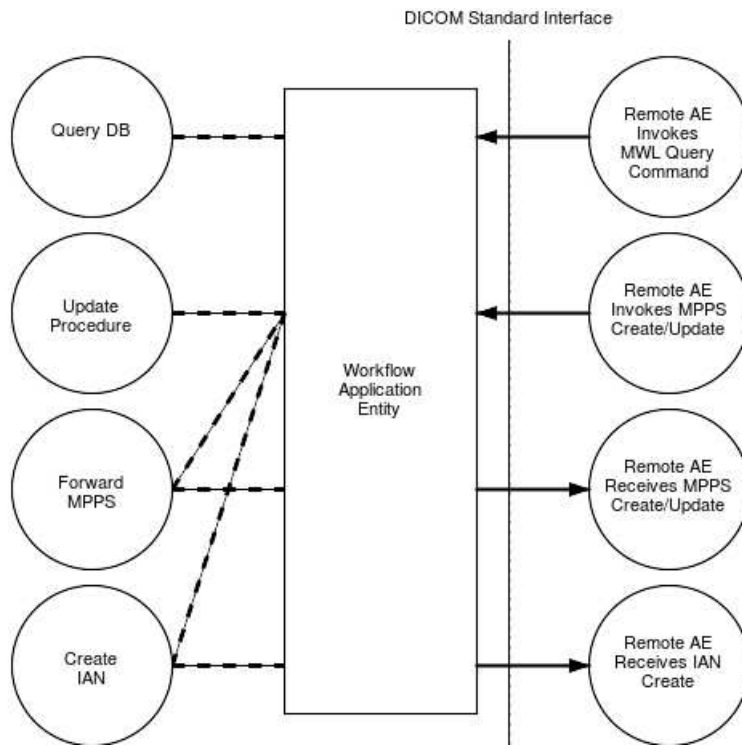 DICOM Standard Interface
Query DB
Remote AE
Invokes
MWL Query
Command
Update
Procedure
Remote AE
Invokes MPPS
Create/Update
Workflow
Application
Entity
Forward
MPPS
Remote AE
Receives MPPS
Create/Update
Create
IAN
Remote AE
Receives IAN
Create